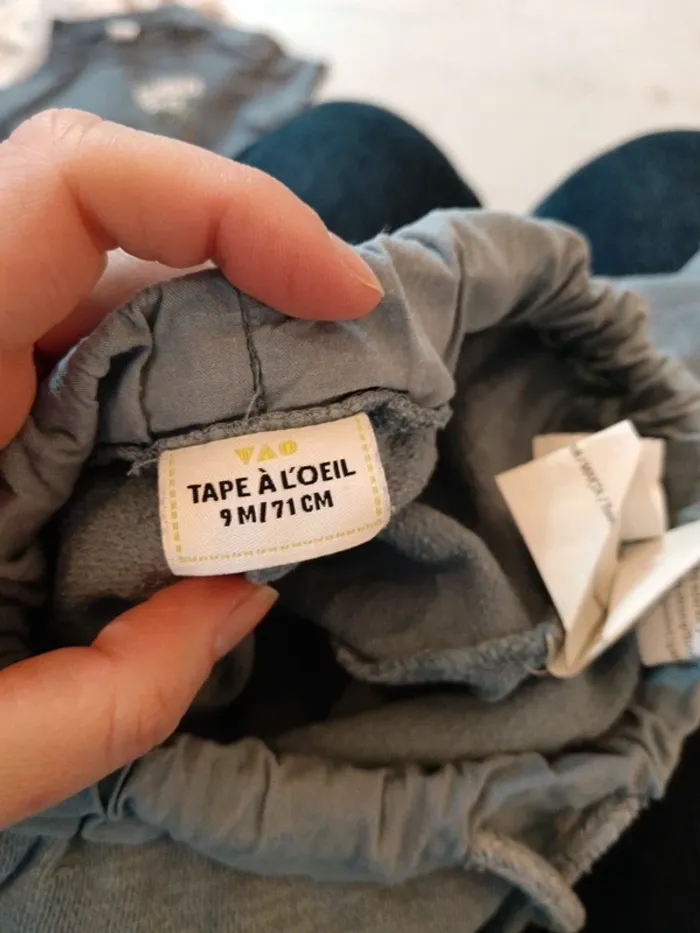 TAO
TAPE À L'OEIL
9 M/71 CM